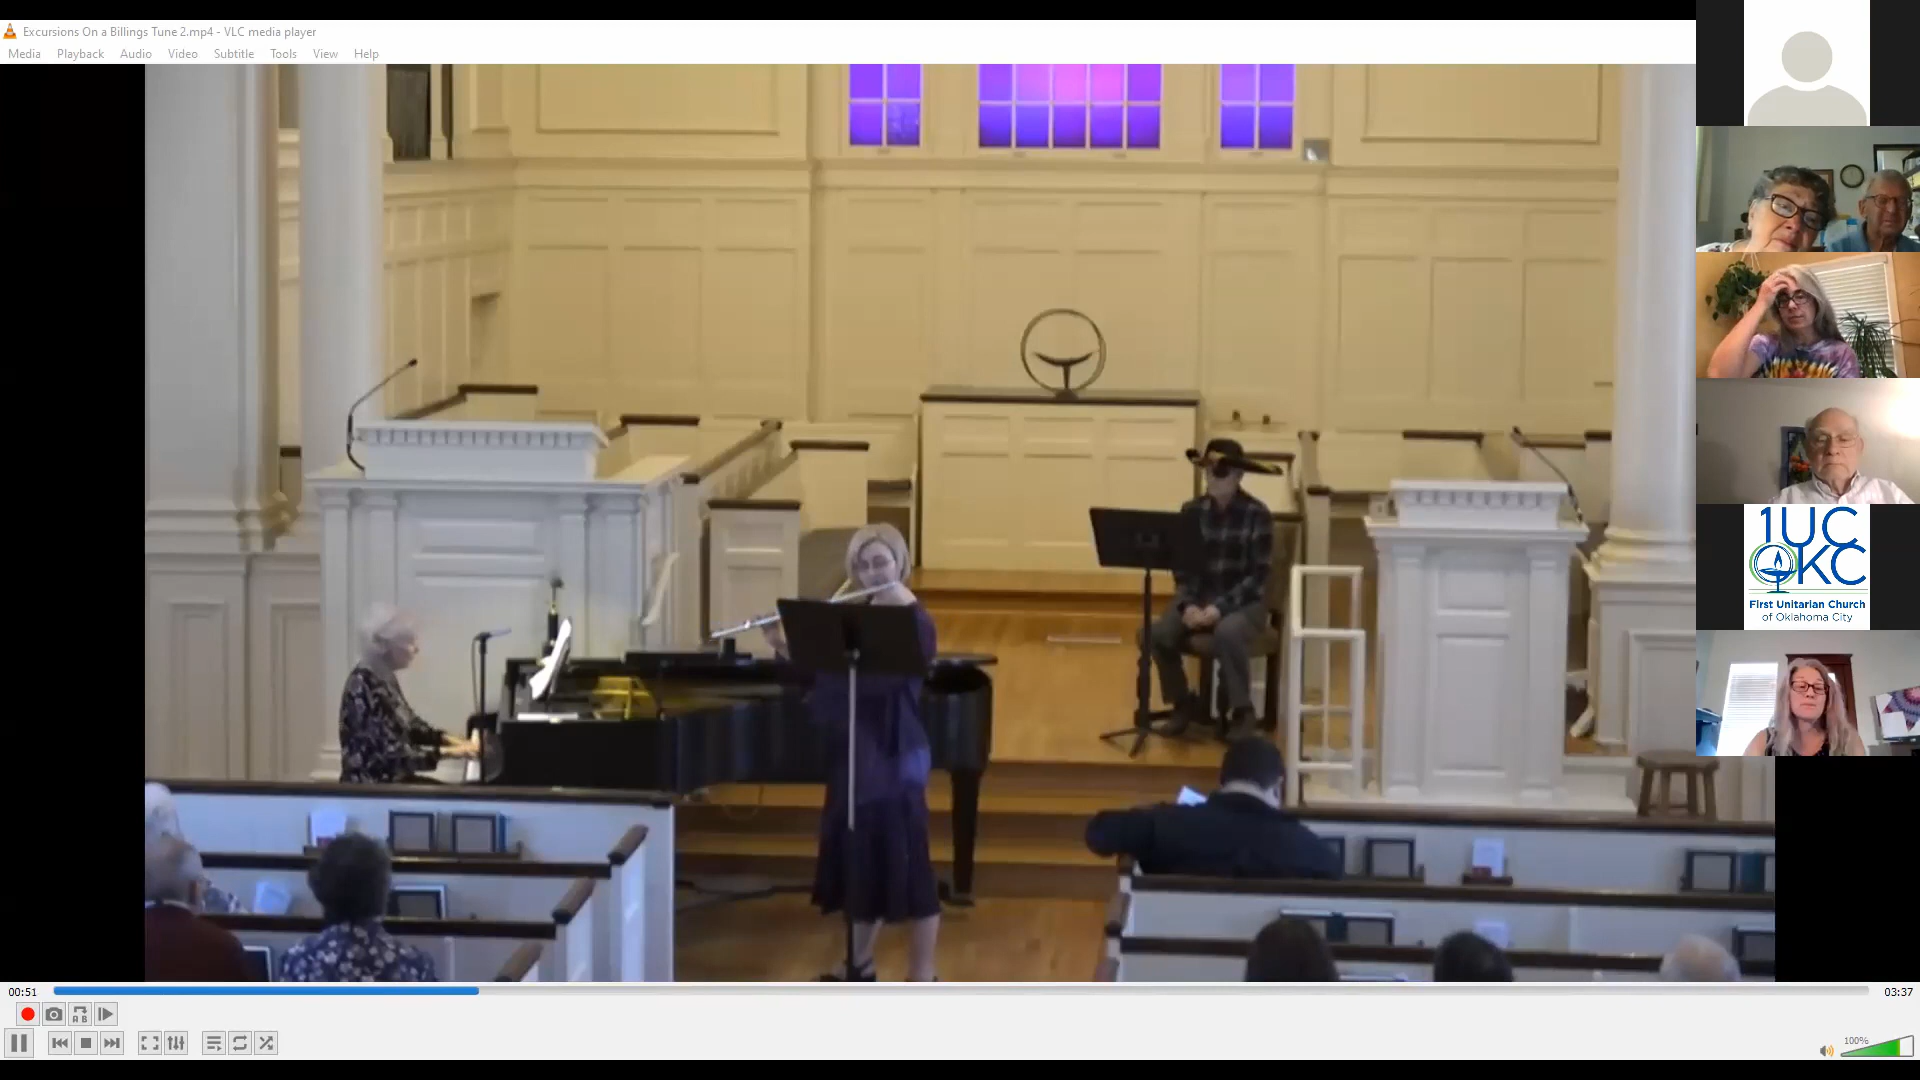 Excursions On a Billings Tune 2.mp4 - VLC media player
Media Playback Audio Video Subtitle Tools View Help
1UC
OKC
First Unitarian Church
of Oklahoma City
00:51
03:37
A B
100%